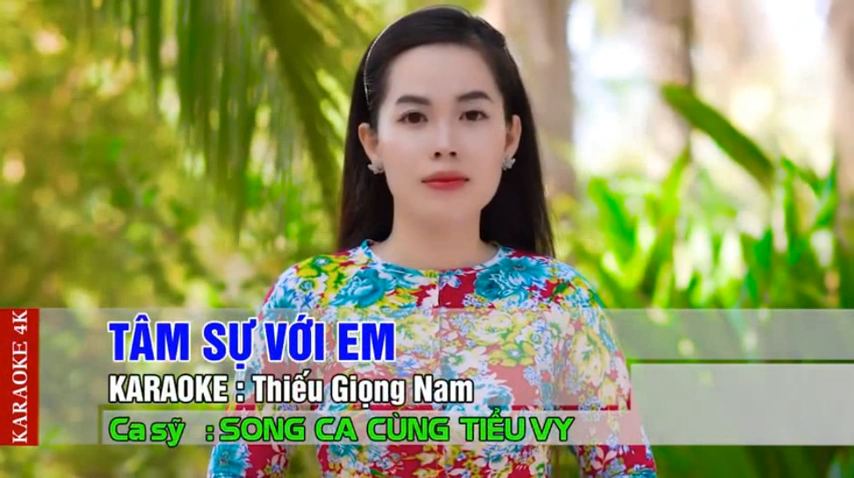 KARAOKE 4K
TÂM SỰ VỚI EM
KARAOKE : Thiếu Giọng Nam
Ca sỹ : SONG CA CÙNG TIỂU VY